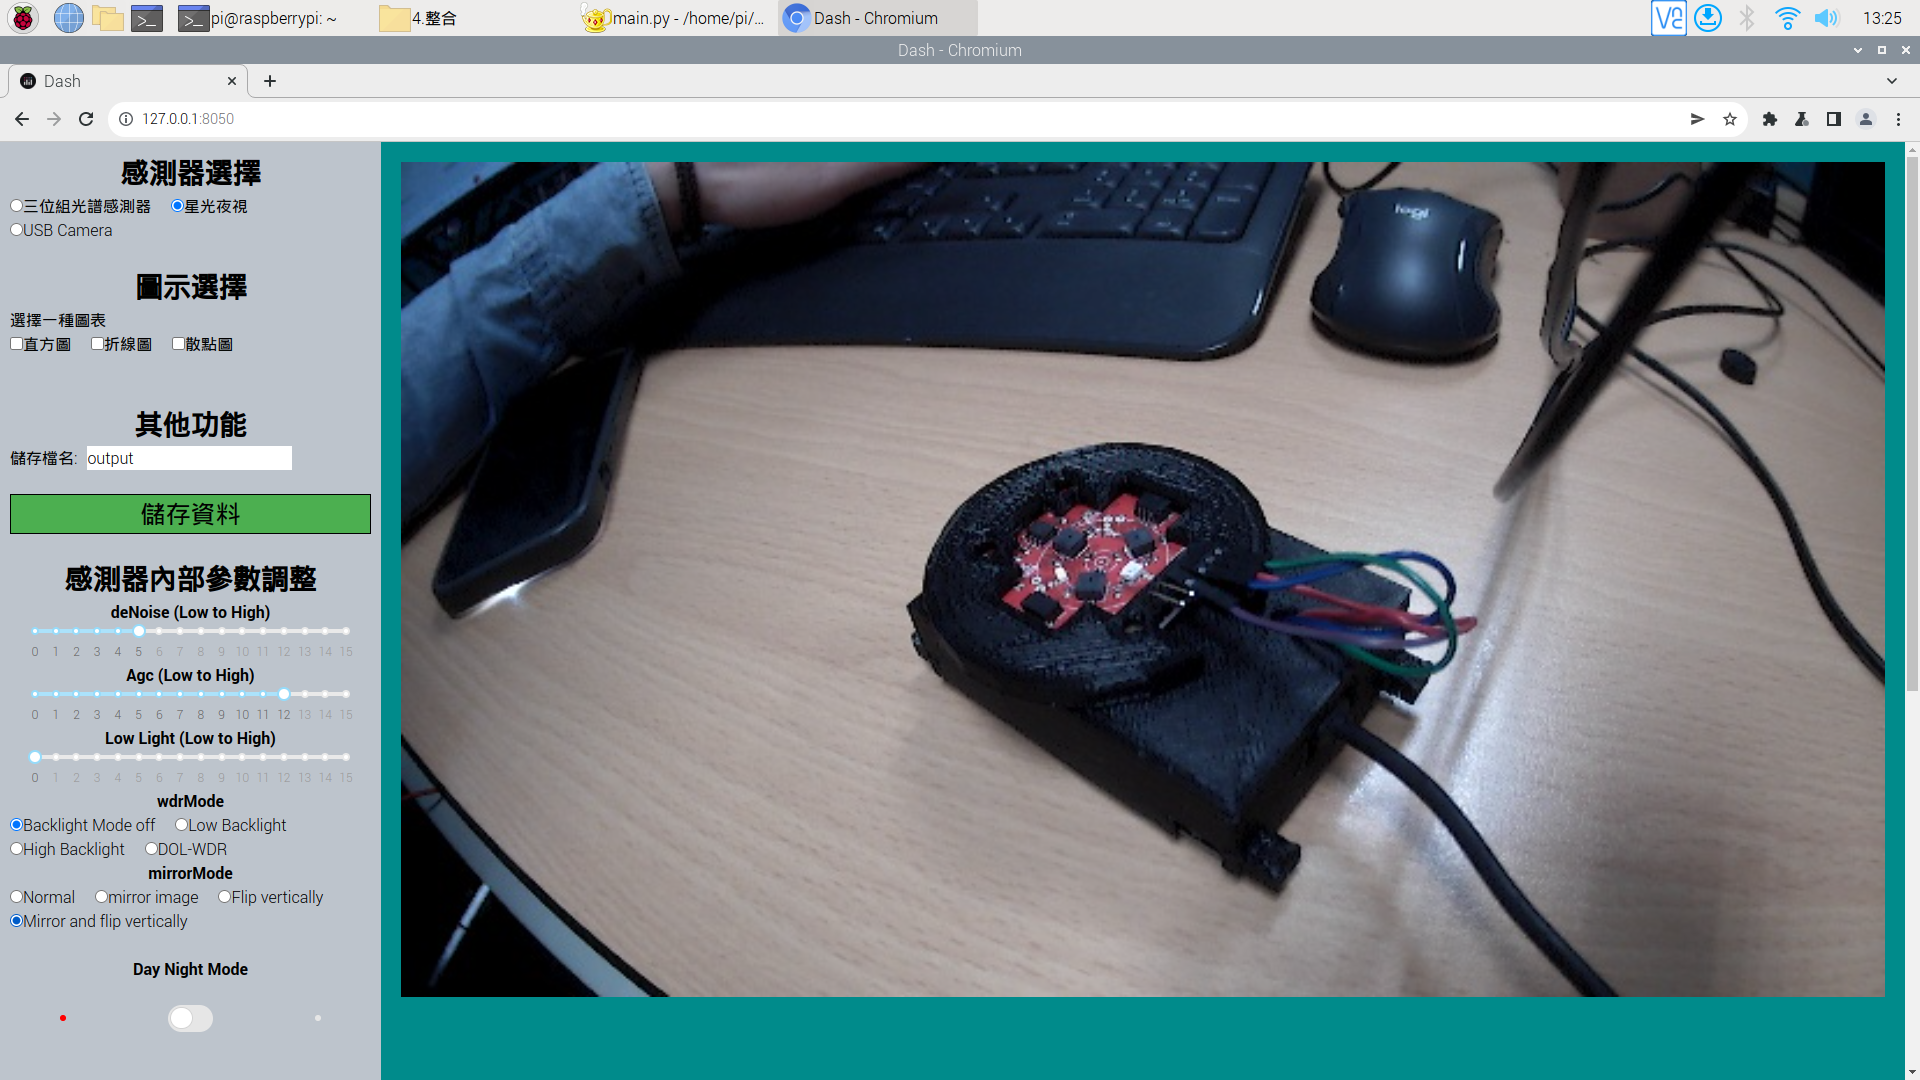 pi@raspberrypi: ~
4.整合
main.py - /home/pi/...
Dash - Chromium
13:25
Dash - Chromium
Dash
127.0.0.1:8050
感測器選擇
三位組光譜感測器 星光夜視
USB Camera
圖示選擇
選擇一種圖表
直方圖 折線圖 散點圖
其他功能
儲存檔名: output
儲存資料
感測器內部參數調整
deNoise (Low to High)
0 1 2 3 4 5 6 7 8 9 10 11 12 13 14 15
Agc (Low to High)
0 1 2 3 4 5 6 7 8 9 10 11 12 13 14 15
Low Light (Low to High)
0 1 2 3 4 5 6 7 8 9 10 11 12 13 14 15
wdrMode
Backlight Mode off Low Backlight
High Backlight DOL-WDR
mirrorMode
Normal mirror image Flip vertically
Mirror and flip vertically
Day Night Mode
logi